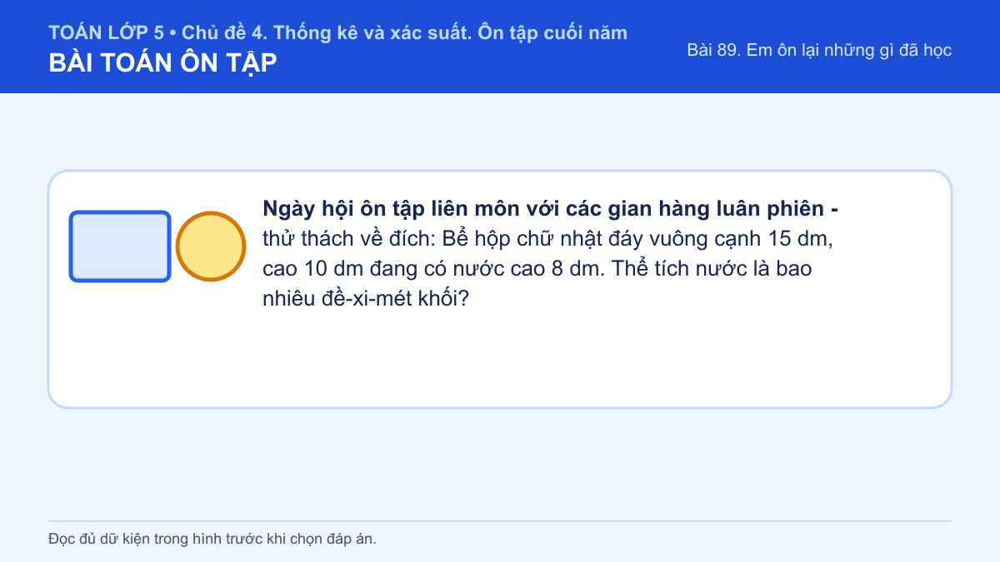 TOÁN LỚP 5 • Chủ đề 4. Thống kê và xác suất. Ôn tập cuối năm
BÀI TOÁN ÔN TẬP
Bài 89. Em ôn lại những gì đã học
Ngày hội ôn tập liên môn với các gian hàng luân phiên -
thử thách về đích: Bể hộp chữ nhật đáy vuông cạnh 15 dm,
cao 10 dm đang có nước cao 8 dm. Thể tích nước là bao
nhiêu đề-xi-mét khối?
Đọc đủ dữ kiện trong hình trước khi chọn đáp án.